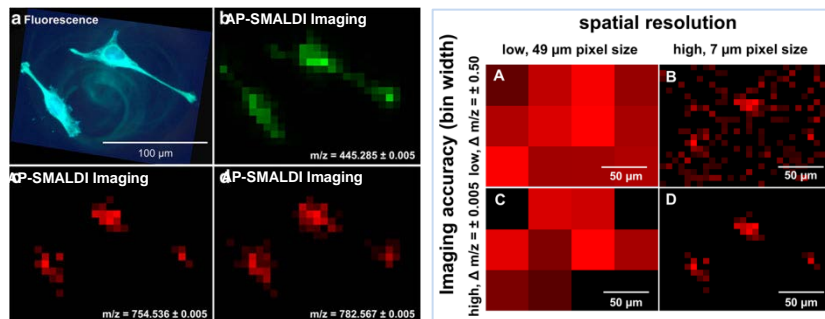 a Fluorescence
100 µm
b
AP-SMALDI Imaging
m/z = 445.285 ± 0.005
c
AP-SMALDI Imaging
m/z = 754.536 ± 0.005
d
AP-SMALDI Imaging
m/z = 782.567 ± 0.005
spatial resolution
low, 49 µm pixel size
high, 7 µm pixel size
Imaging accuracy (bin width)
low, Δ m/z = ± 0.50
high, Δ m/z = ± 0.005
A
50 µm
B
50 µm
C
50 µm
D
50 µm